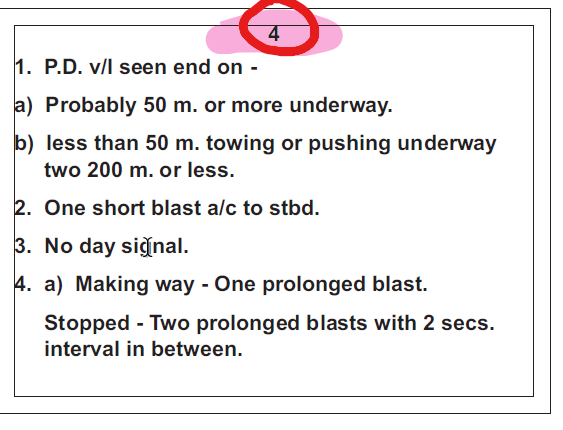 4
1. P.D. v/l seen end on -
a) Probably 50 m. or more underway.
b) less than 50 m. towing or pushing underway
two 200 m. or less.
2. One short blast a/c to stbd.
3. No day signal.
4. a) Making way - One prolonged blast.
Stopped - Two prolonged blasts with 2 secs.
interval in between.